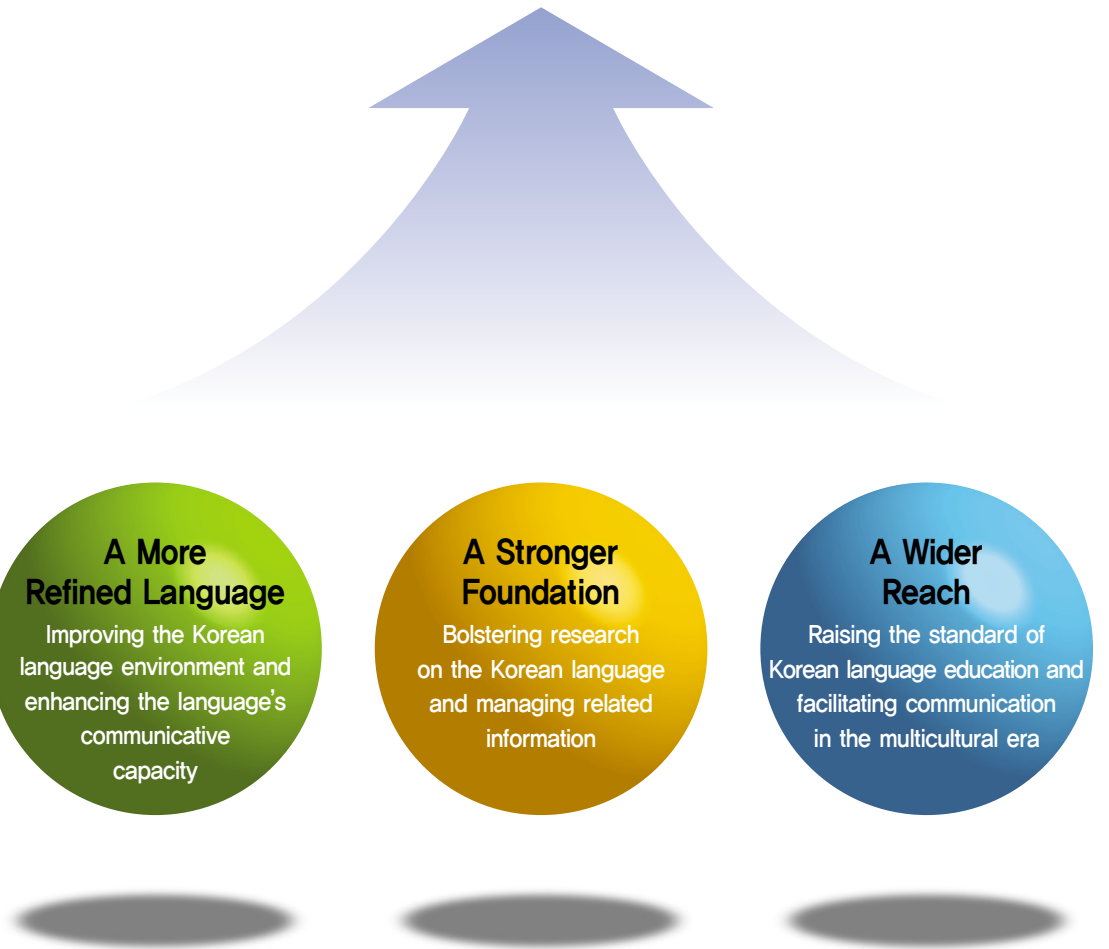 A More
Refined Language
Improving the Korean
language environment and
enhancing the language's
communicative
capacity
A Stronger
Foundation
Bolstering research
on the Korean language
and managing related
information
A Wider
Reach
Raising the standard of
Korean language education and
facilitating communication
in the multicultural era